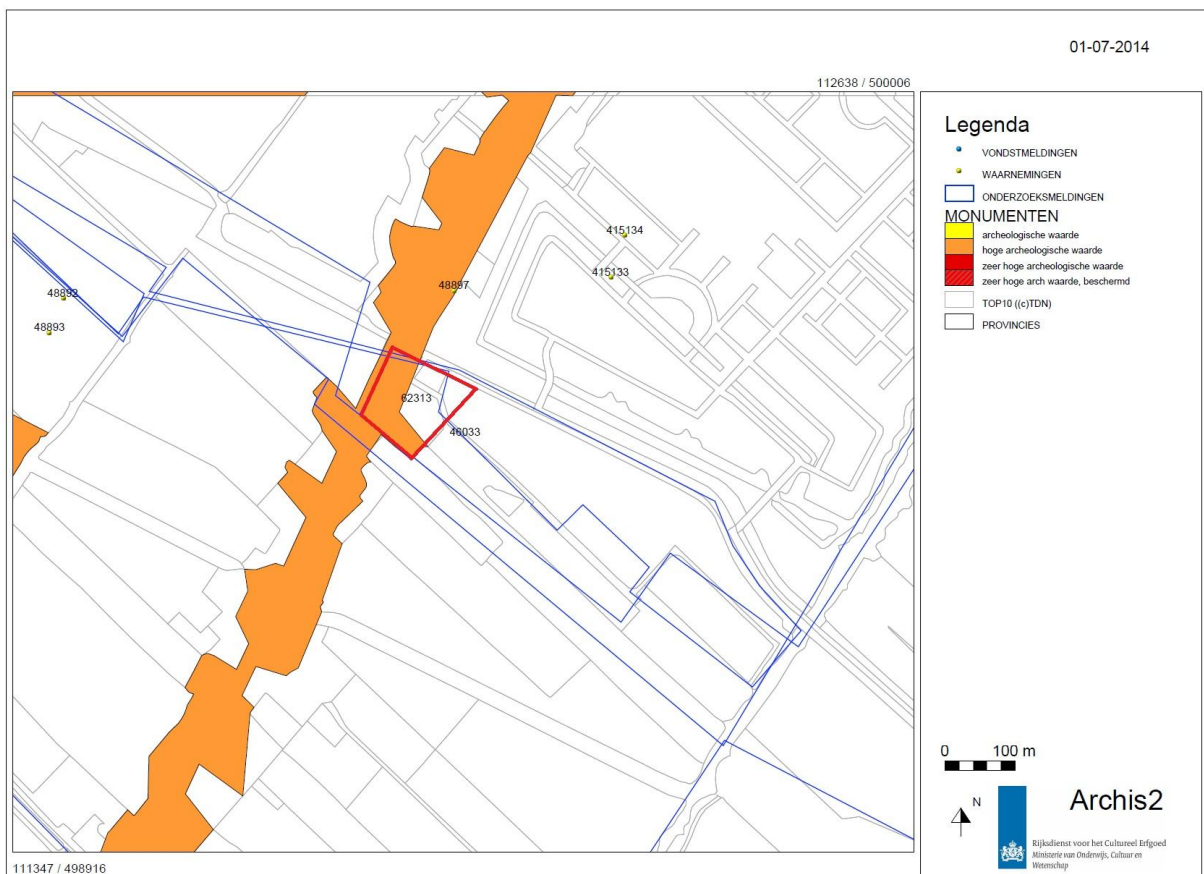 01-07-2014
112638 / 500006
415134
415133
48897
48892
48893
62313
46033
111347 / 498916
Legenda
VONDSTMELDINGEN
WAARNEMINGEN
ONDERZOEKSMELDINGEN
MONUMENTEN
archeologische waarde
hoge archeologische waarde
zeer hoge archeologische waarde
zeer hoge arch waarde, beschermd
TOP10 ((c)TDN)
PROVINCIES
0 100 m
N
Archis2
Rijksdienst voor het Cultureel Erfgoed
Ministerie van Onderwijs, Cultuur en
Wetenschap